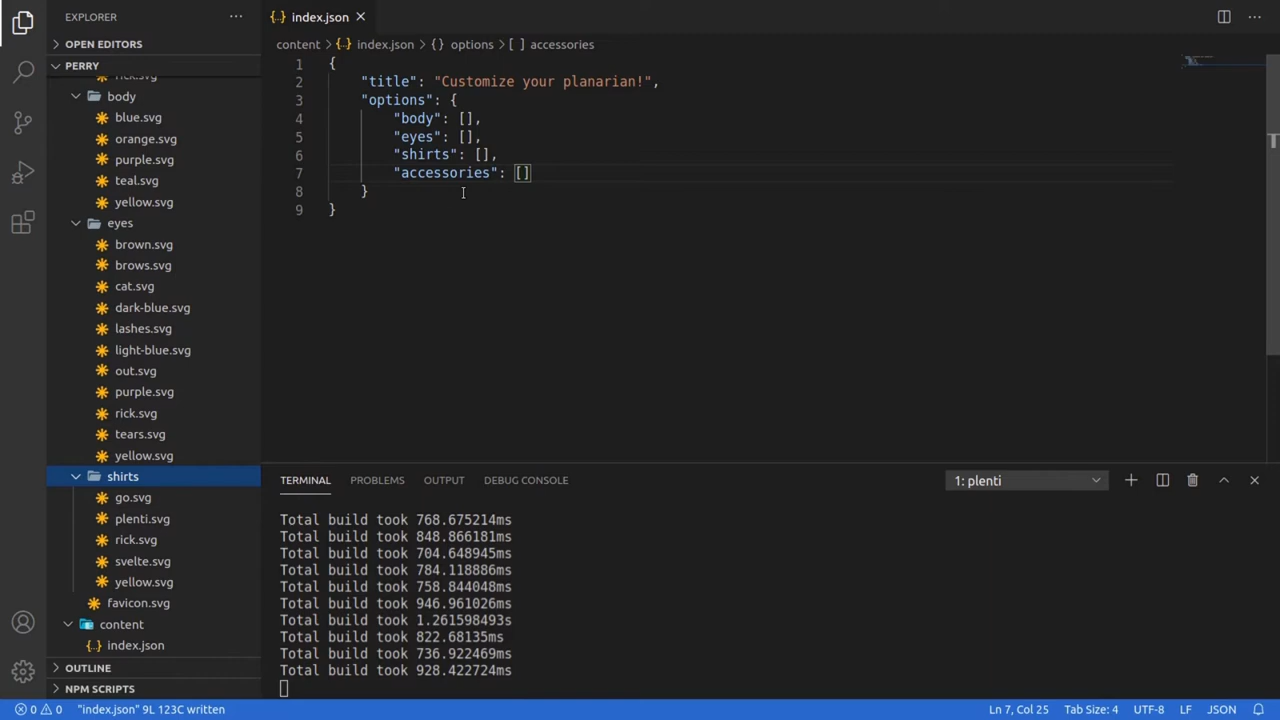 EXPLORER
OPEN EDITORS
PERRY
rick.svg
body
blue.svg
orange.svg
purple.svg
teal.svg
yellow.svg
eyes
brown.svg
brows.svg
cat.svg
dark-blue.svg
lashes.svg
light-blue.svg
out.svg
purple.svg
rick.svg
tears.svg
yellow.svg
shirts
go.svg
plenti.svg
rick.svg
svelte.svg
yellow.svg
favicon.svg
content
{..} index.json
OUTLINE
NPM SCRIPTS
{..} index.json
content > {..} index.json > {} options > [ ] accessories
1 {
2 "title": "Customize your planarian!",
3 "options": {
4 "body": [],
5 "eyes": [],
6 "shirts": [],
7 "accessories": []
8 }
9 }
TERMINAL PROBLEMS OUTPUT DEBUG CONSOLE 1: plenti
Total build took 768.675214ms
Total build took 848.866181ms
Total build took 704.648945ms
Total build took 784.118886ms
Total build took 758.844048ms
Total build took 946.961026ms
Total build took 1.261598493s
Total build took 822.68135ms
Total build took 736.922469ms
Total build took 928.422724ms
0 0 "index.json" 9L 123C written Ln 7, Col 25 Tab Size: 4 UTF-8 LF JSON